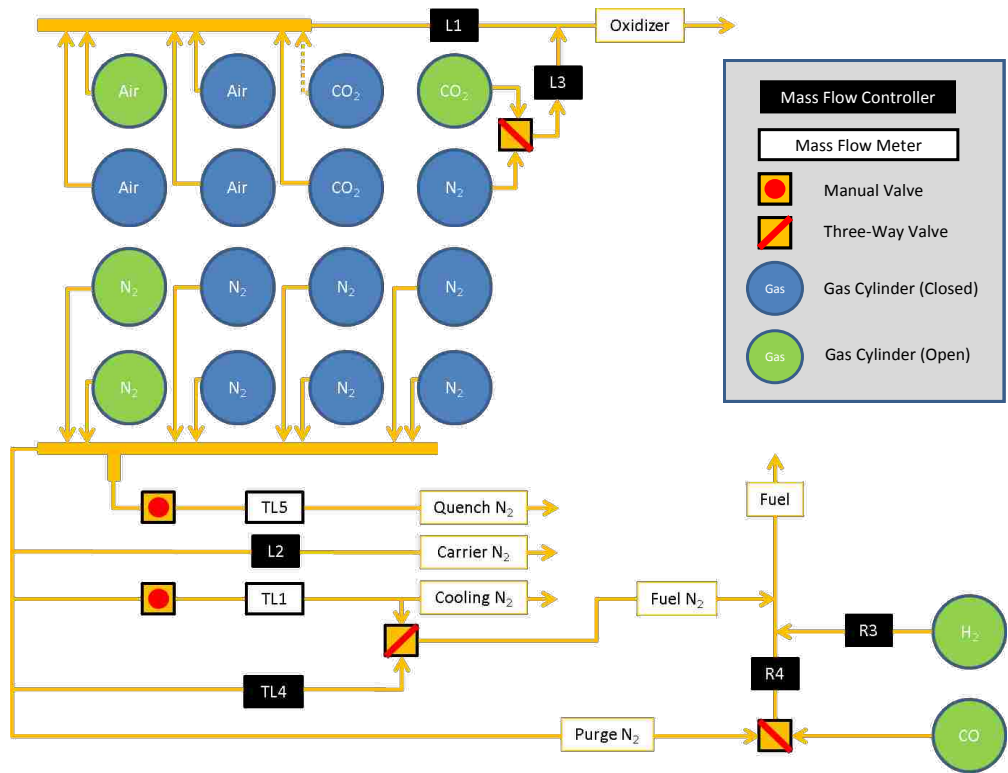 L1
Oxidizer
Air
Air
CO₂
CO₂
L3
Mass Flow Controller
Mass Flow Meter
Air
Air
CO₂
N₂
Manual Valve
Three-Way Valve
N₂
N₂
N₂
N₂
Gas
Gas Cylinder (Closed)
Gas
Gas Cylinder (Open)
N₂
N₂
N₂
N₂
TL5
Quench N₂
Fuel
L2
Carrier N₂
TL1
Cooling N₂
Fuel N₂
R3
H₂
R4
TL4
Purge N₂
CO